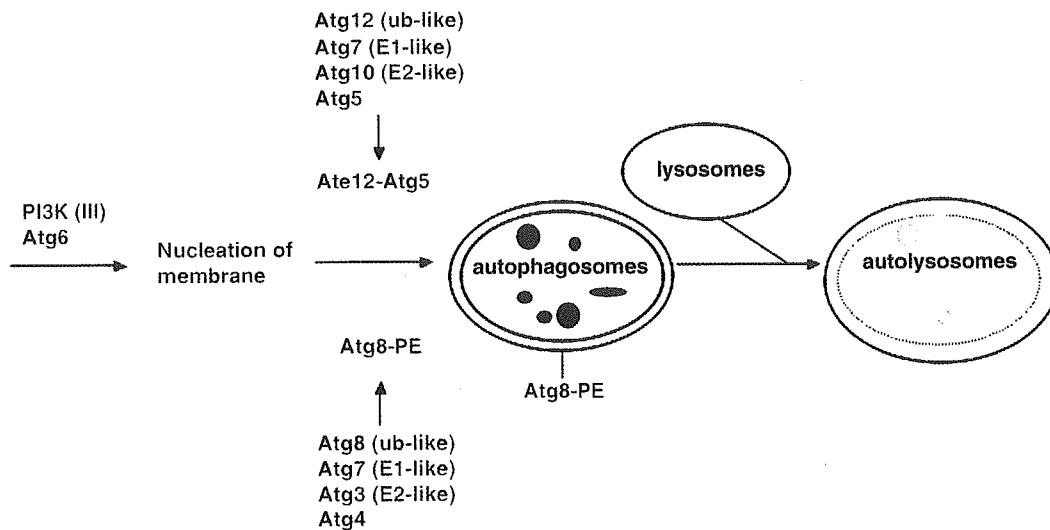 Atg12 (ub-like)
Atg7 (E1-like)
Atg10 (E2-like)
Atg5
Ate12-Atg5
lysosomes
PI3K (III)
Atg6
Nucleation of
membrane
autophagosomes
autolysosomes
Atg8-PE
Atg8-PE
Atg8 (ub-like)
Atg7 (E1-like)
Atg3 (E2-like)
Atg4